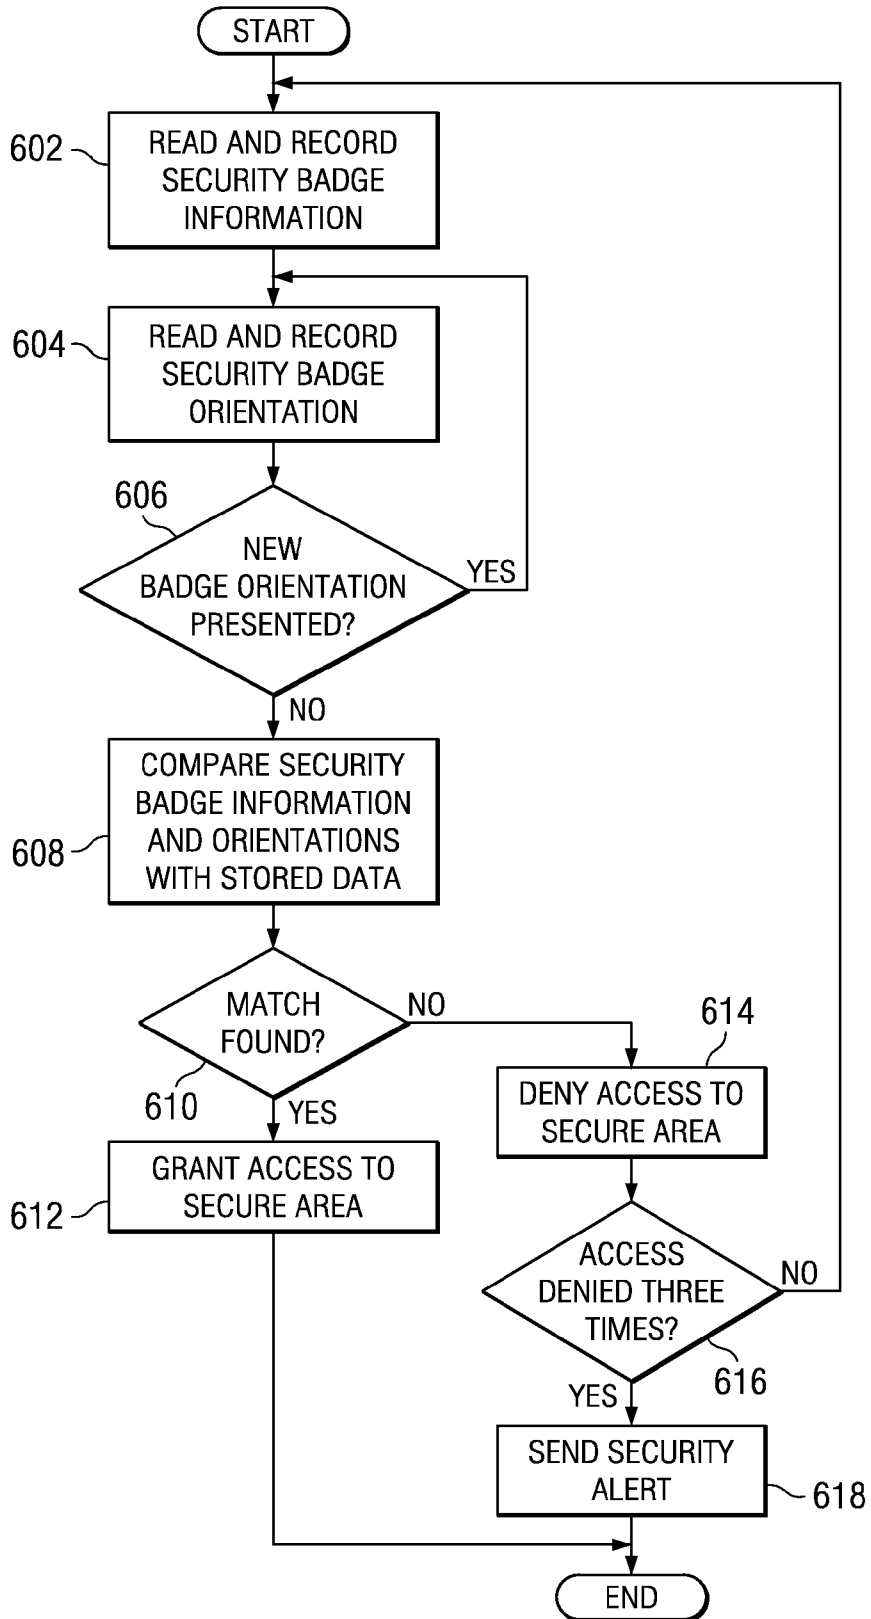 START
602
READ AND RECORD
SECURITY BADGE
INFORMATION
604
READ AND RECORD
SECURITY BADGE
ORIENTATION
606
NEW
BADGE ORIENTATION
PRESENTED?
YES
NO
608
COMPARE SECURITY
BADGE INFORMATION
AND ORIENTATIONS
WITH STORED DATA
MATCH
FOUND?
NO
610
YES
612
GRANT ACCESS TO
SECURE AREA
614
DENY ACCESS TO
SECURE AREA
ACCESS
DENIED THREE
TIMES?
NO
616
YES
SEND SECURITY
ALERT
618
END